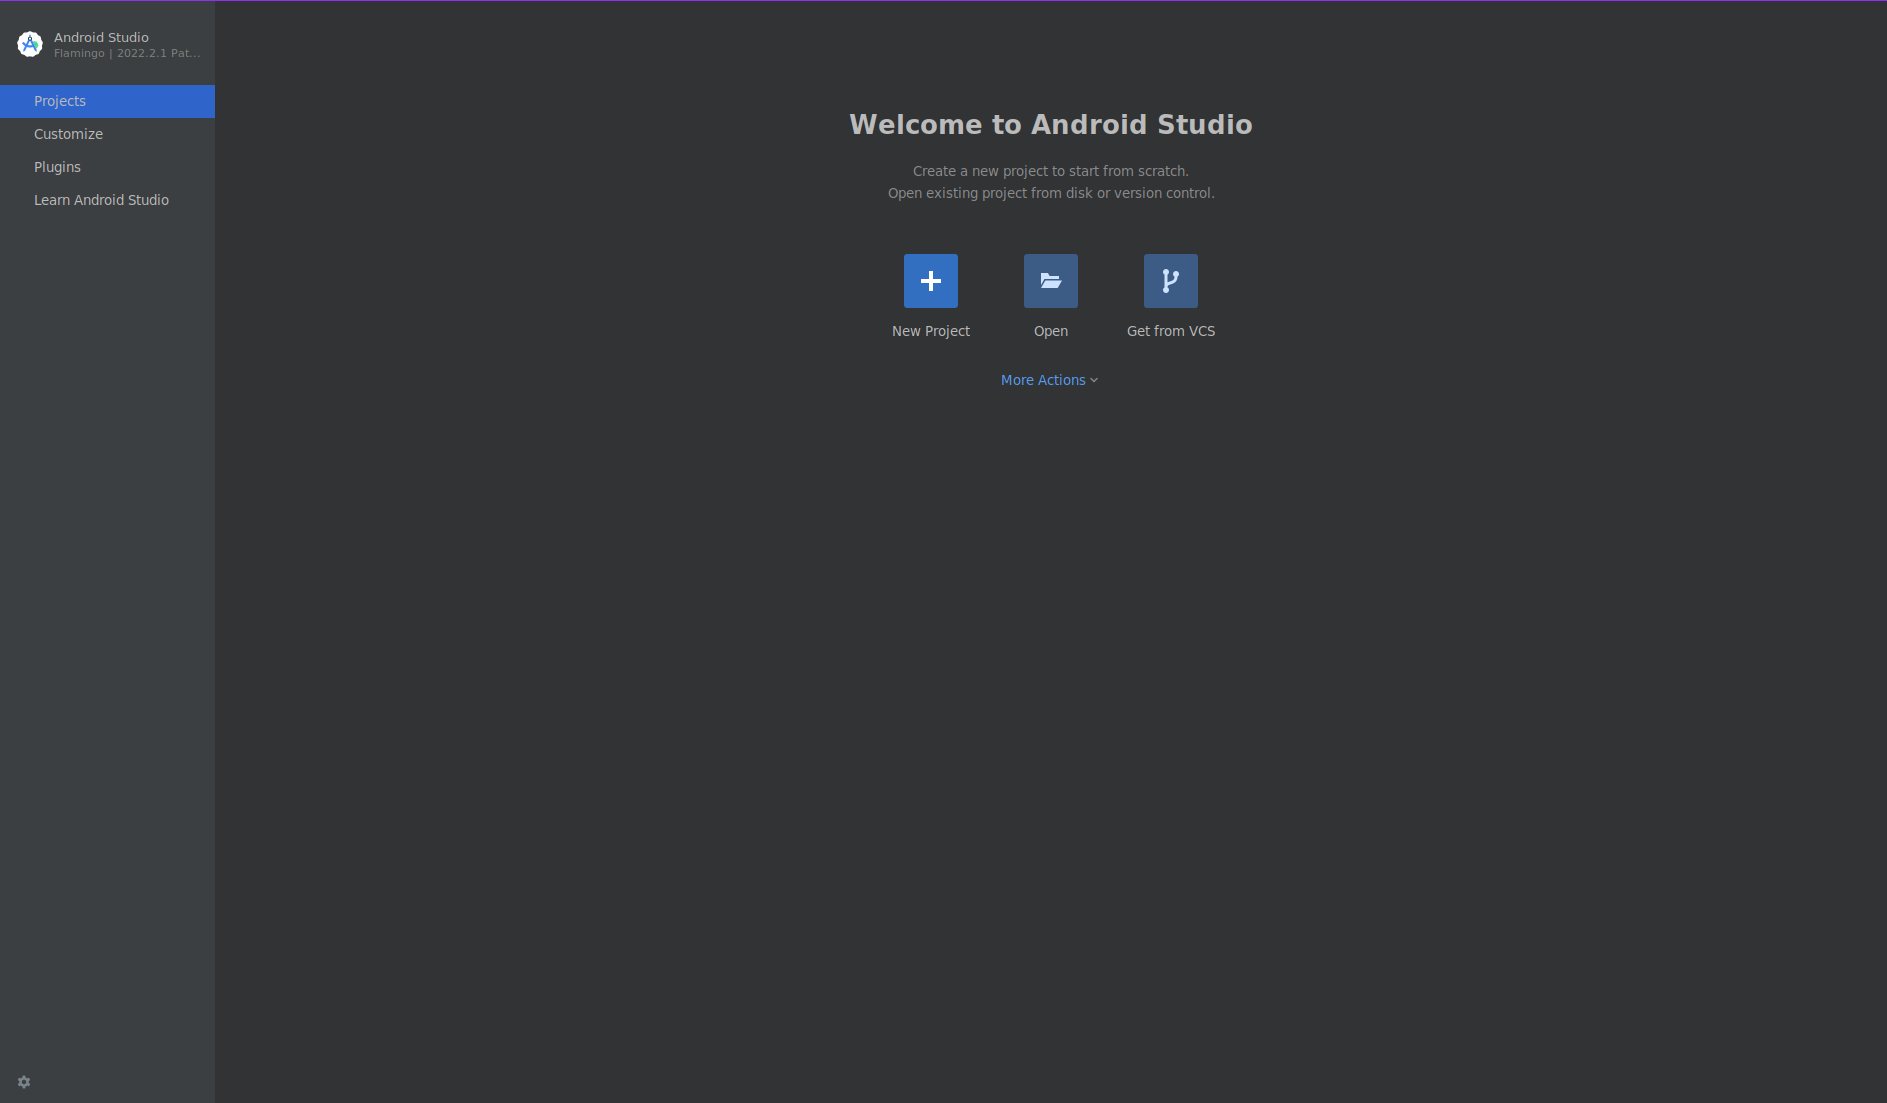 Android Studio
Flamingo | 2022.2.1 Pat...
Projects
Customize
Plugins
Learn Android Studio
Welcome to Android Studio
Create a new project to start from scratch.
Open existing project from disk or version control.
New Project
Open
Get from VCS
More Actions